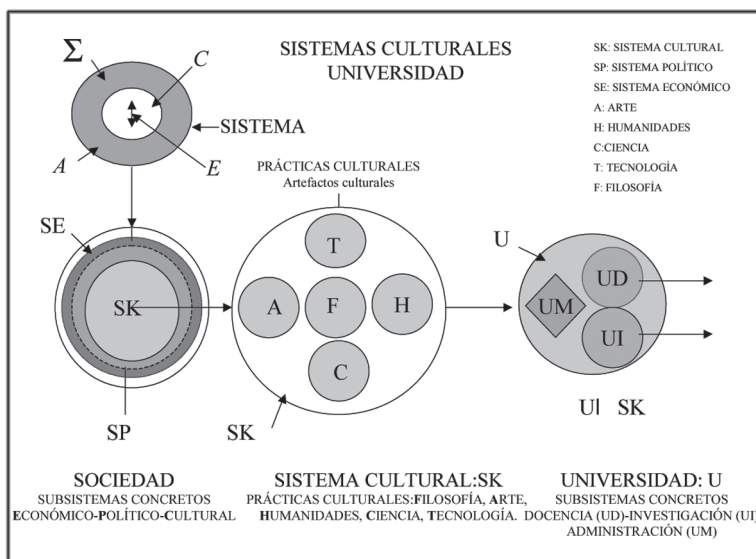 SISTEMAS CULTURALES
UNIVERSIDAD
SK: SISTEMA CULTURAL
SP: SISTEMA POLÍTICO
SE: SISTEMA ECONÓMICO
A: ARTE
H: HUMANIDADES
C:CIENCIA
T: TECNOLOGÍA
F: FILOSOFÍA
Σ
C
SISTEMA
A
E
PRÁCTICAS CULTURALES
Artefactos culturales
SE
SK
SP
T
A
F
H
C
SK
U
UD
UM
UI
U| SK
SOCIEDAD
SUBSISTEMAS CONCRETOS
ECONÓMICO-POLÍTICO-CULTURAL
SISTEMA CULTURAL:SK
PRÁCTICAS CULTURALES:FILOSOFÍA, ARTE,
HUMANIDADES, CIENCIA, TECNOLOGÍA.
UNIVERSIDAD: U
SUBSISTEMAS CONCRETOS
DOCENCIA (UD)-INVESTIGACIÓN (UI)
ADMINISTRACIÓN (UM)